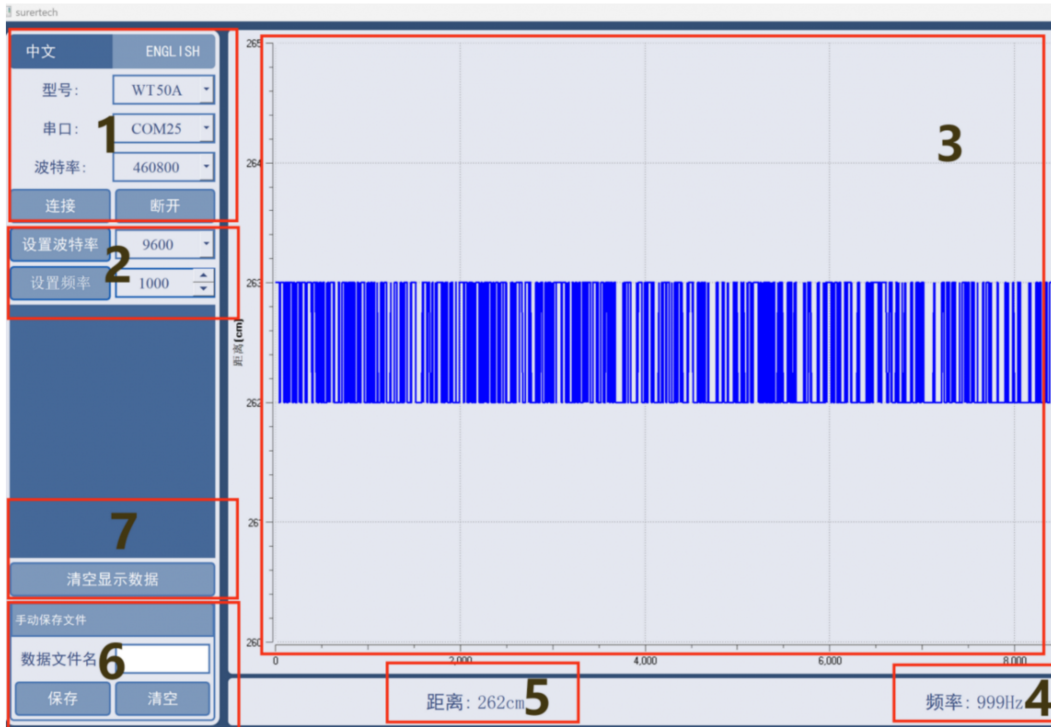 surertech
中文 ENGLISH
型号: WT50A
串口: COM25
波特率: 460800
连接 断开
设置波特率 9600
设置频率 1000
清空显示数据
手动保存文件
数据文件名
保存 清空
1
2
3
4
5
6
7
265
264
263
262
261
260
距离(cm)
0 2,000 4,000 6,000 8,000
距离: 262cm
频率: 999Hz